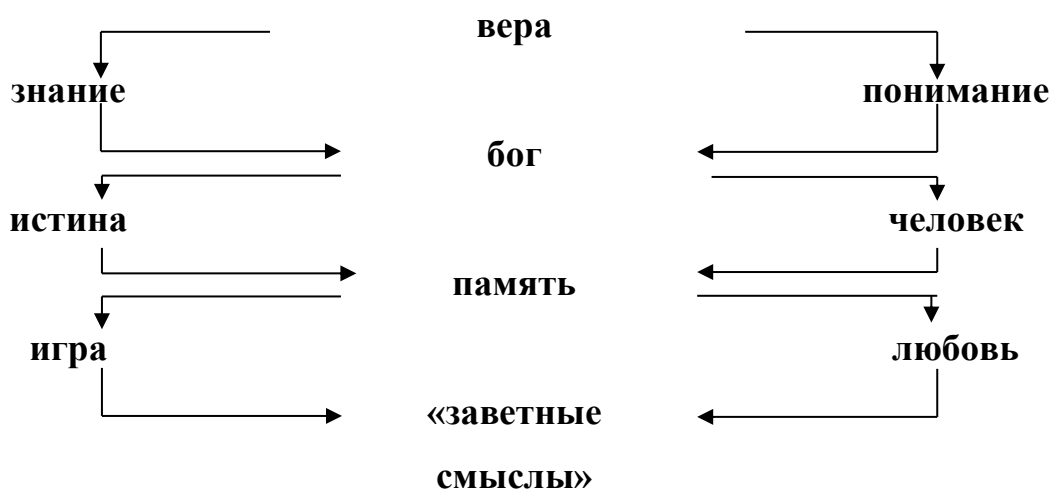 вера
знание
понимание
бог
истина
человек
память
игра
любовь
«заветные
смыслы»